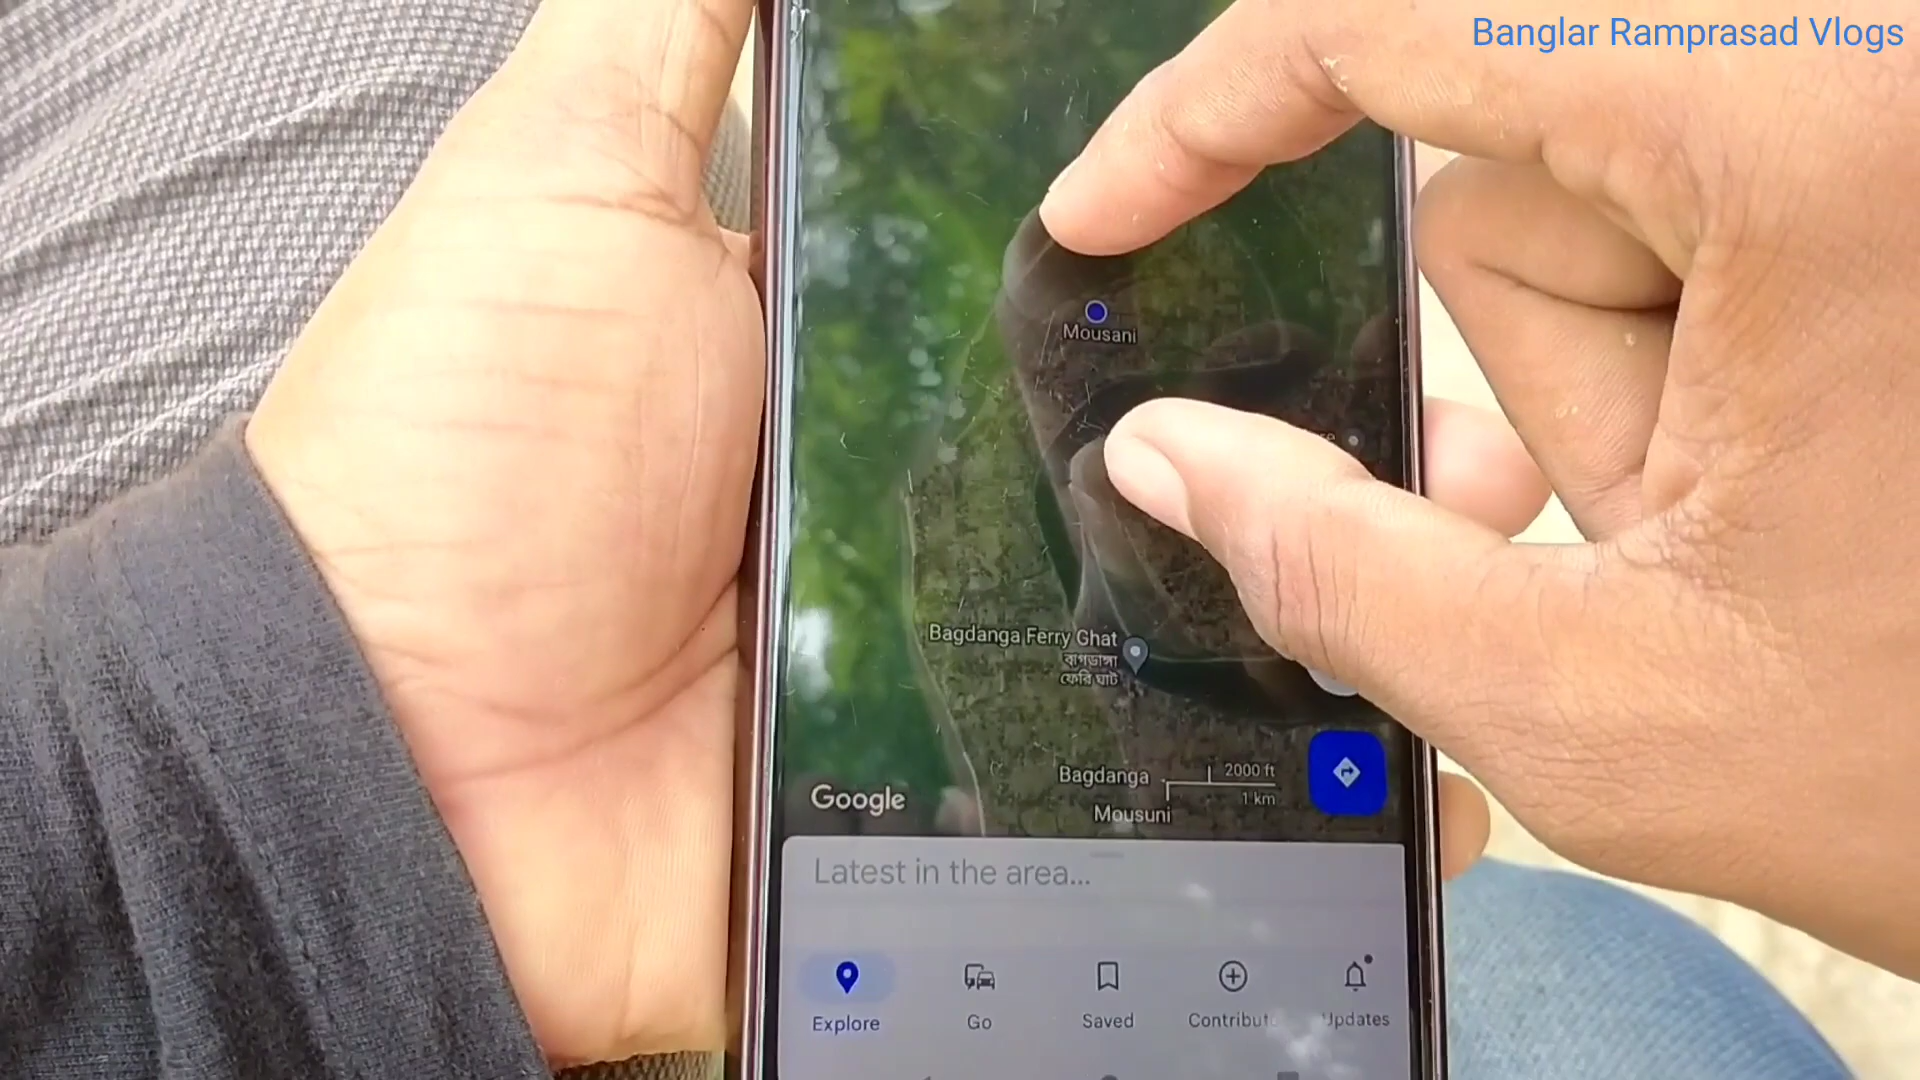 Banglar Ramprasad Vlogs
Mousani
Bagdanga Ferry Ghat
বাগডাঙ্গা
ফেরি ঘাট
Bagdanga
2000 ft
1 km
Mousuni
Google
Latest in the area...
Explore
Go
Saved
Contribute
Updates